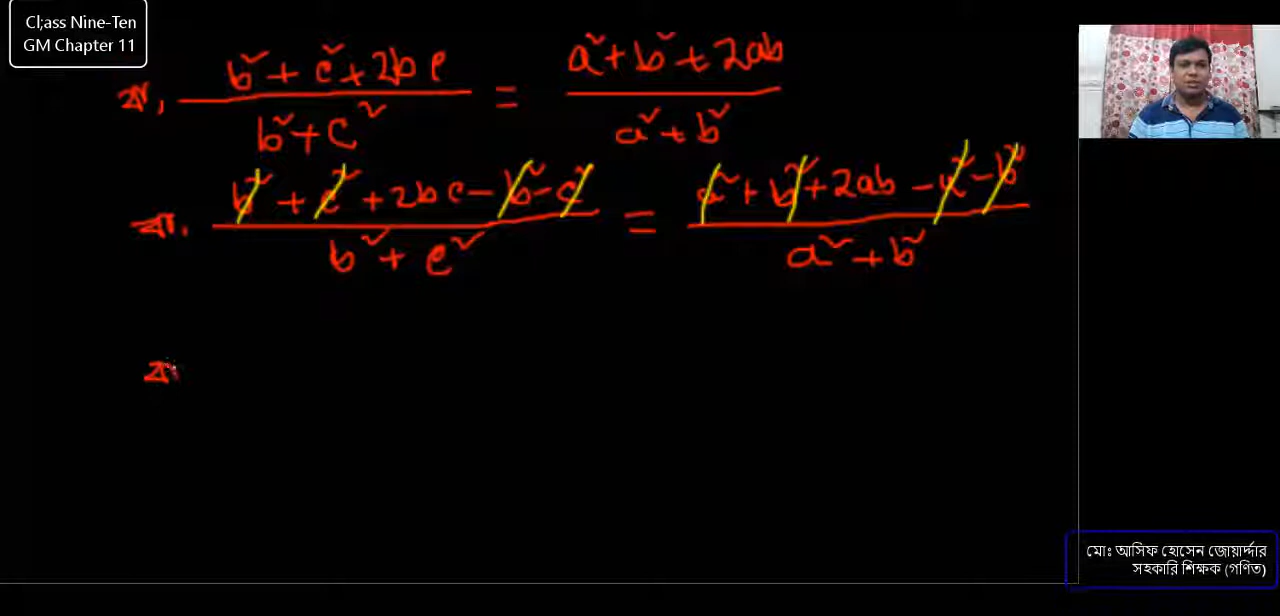 Cl;ass Nine-Ten
GM Chapter 11
বা, (b² + c² + 2bc) / (b² + c²) = (a² + b² + 2ab) / (a² + b²)
বা, (b² + c² + 2bc - b² - c²) / (b² + c²) = (a² + b² + 2ab - a² - b²) / (a² + b²)
বা
মোঃ আসিফ হোসেন জোয়ার্দ্দার
সহকারি শিক্ষক (গণিত)